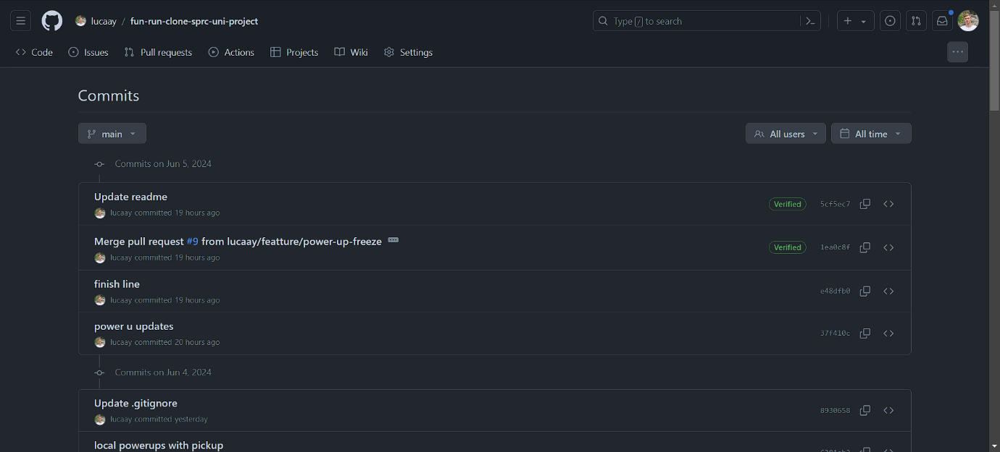 lucaay / fun-run-clone-sprc-uni-project
Type / to search
Code Issues Pull requests Actions Projects Wiki Settings
Commits
main
All users All time
Commits on Jun 5, 2024
Update readme
lucaay committed 19 hours ago
Verified 5cf5ec7
Merge pull request #9 from lucaay/featture/power-up-freeze
lucaay committed 19 hours ago
Verified 1ea0c8f
finish line
lucaay committed 19 hours ago
e48dfb0
power u updates
lucaay committed 20 hours ago
37f410c
Commits on Jun 4, 2024
Update .gitignore
lucaay committed yesterday
8930658
local powerups with pickup